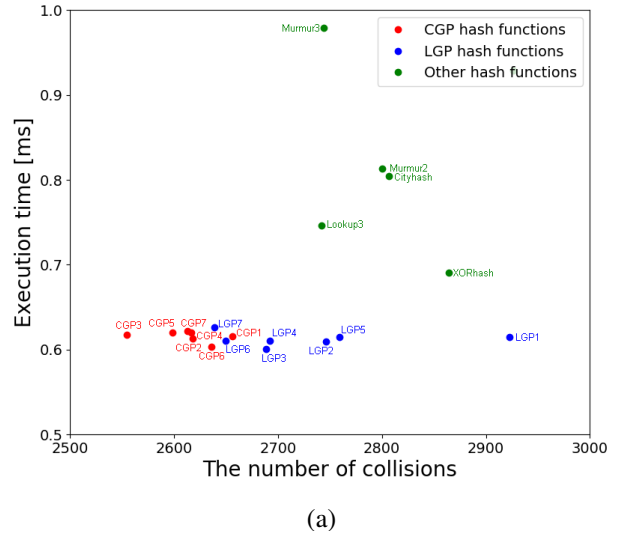 1.0
0.9
0.8
0.7
0.6
0.5
Execution time [ms]
CGP hash functions
LGP hash functions
Other hash functions
Murmur3
Murmur2
Cityhash
Lookup3
XORhash
CGP3
CGP5
CGP7
LGP7
CGP4
CGP1
CGP2
CGP6
LGP6
LGP4
LGP3
LGP2
LGP5
LGP1
2500
2600
2700
2800
2900
3000
The number of collisions
(a)